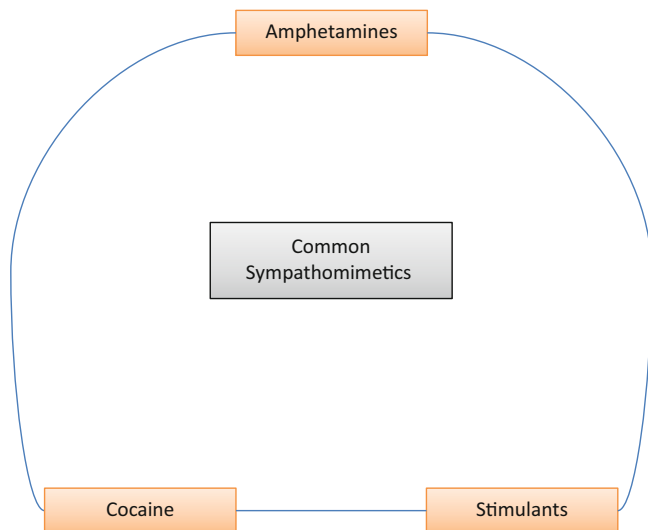 Amphetamines
Common
Sympathomimetics
Cocaine
Stimulants